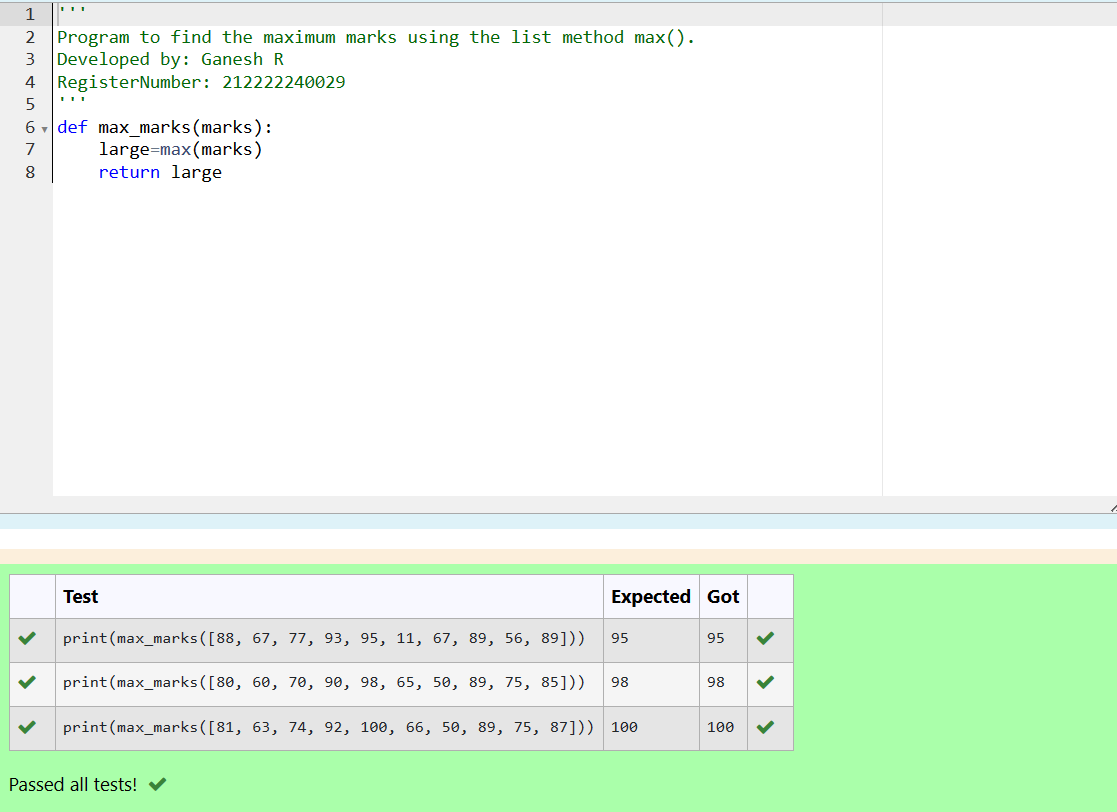 1 '''
2 Program to find the maximum marks using the list method max().
3 Developed by: Ganesh R
4 RegisterNumber: 212222240029
5 '''
6 def max_marks(marks):
7     large=max(marks)
8     return large
Test Expected Got
print(max_marks([88, 67, 77, 93, 95, 11, 67, 89, 56, 89])) 95 95
print(max_marks([80, 60, 70, 90, 98, 65, 50, 89, 75, 85])) 98 98
print(max_marks([81, 63, 74, 92, 100, 66, 50, 89, 75, 87])) 100 100
Passed all tests!